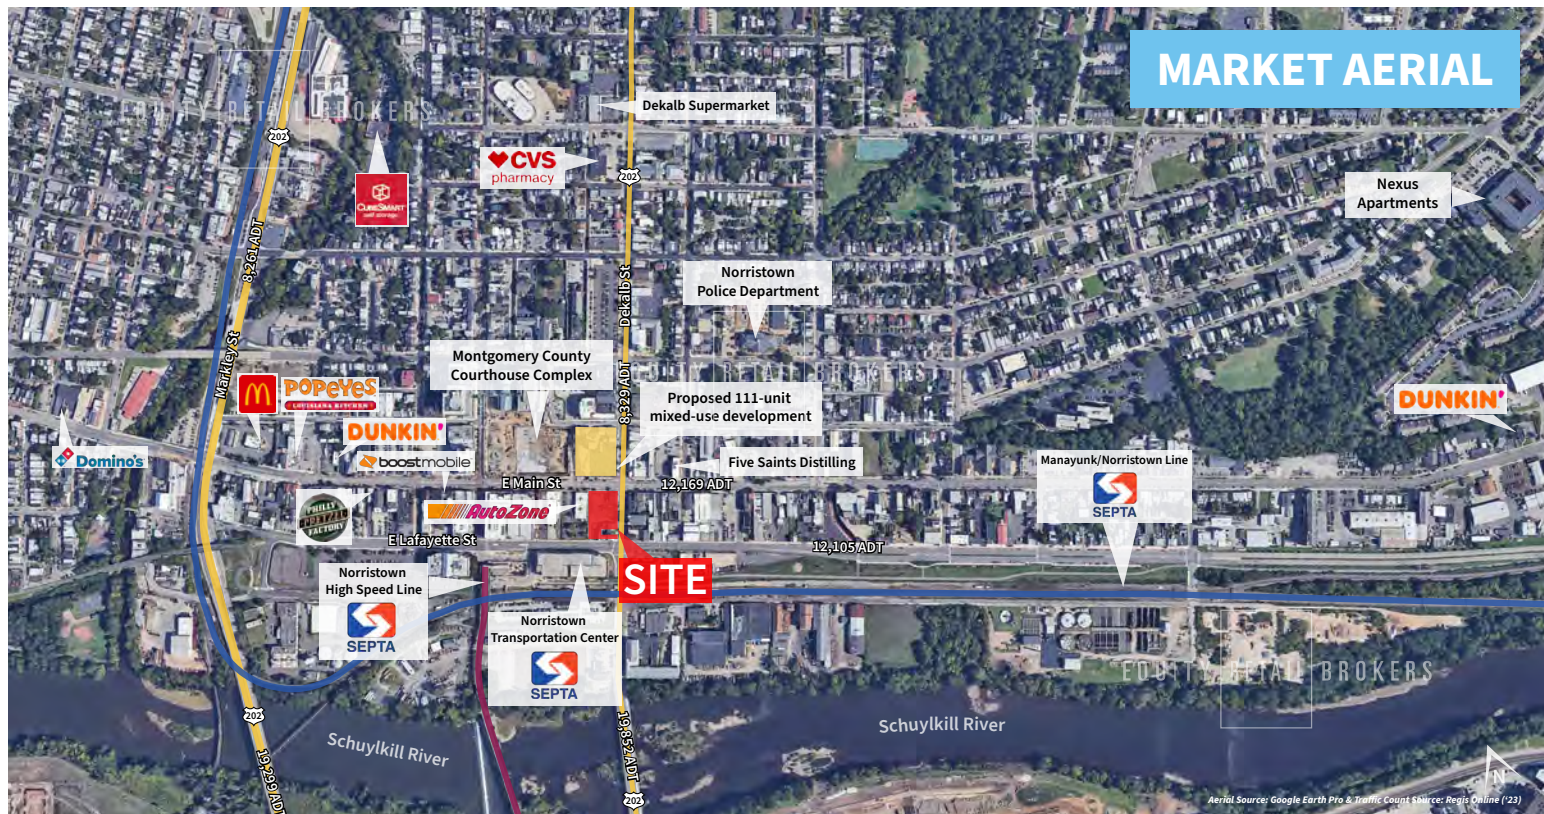 MARKET AERIAL
EQUITY RETAIL BROKERS
Dekalb Supermarket
202
CVS
pharmacy
202
CubeSmart
self storage
Nexus
Apartments
8,261 ADT
Dekalb St
Norristown
Police Department
Markley St
Montgomery County
Courthouse Complex
8,329 ADT
EQUITY RETAIL BROKERS
POPEYES
LOUISIANA KITCHEN
Proposed 111-unit
mixed-use development
DUNKIN'
DUNKIN'
Domino's
boostmobile
Five Saints Distilling
Manayunk/Norristown Line
SEPTA
E Main St
12,169 ADT
PHILLY
PRETZEL
FACTORY
AutoZone
E Lafayette St
12,105 ADT
SITE
Norristown
High Speed Line
SEPTA
Norristown
Transportation Center
SEPTA
EQUITY RETAIL BROKERS
202
Schuylkill River
Schuylkill River
19,299 ADT
19,852 ADT
202
N
Aerial Source: Google Earth Pro & Traffic Count Source: Regis Online ('23)